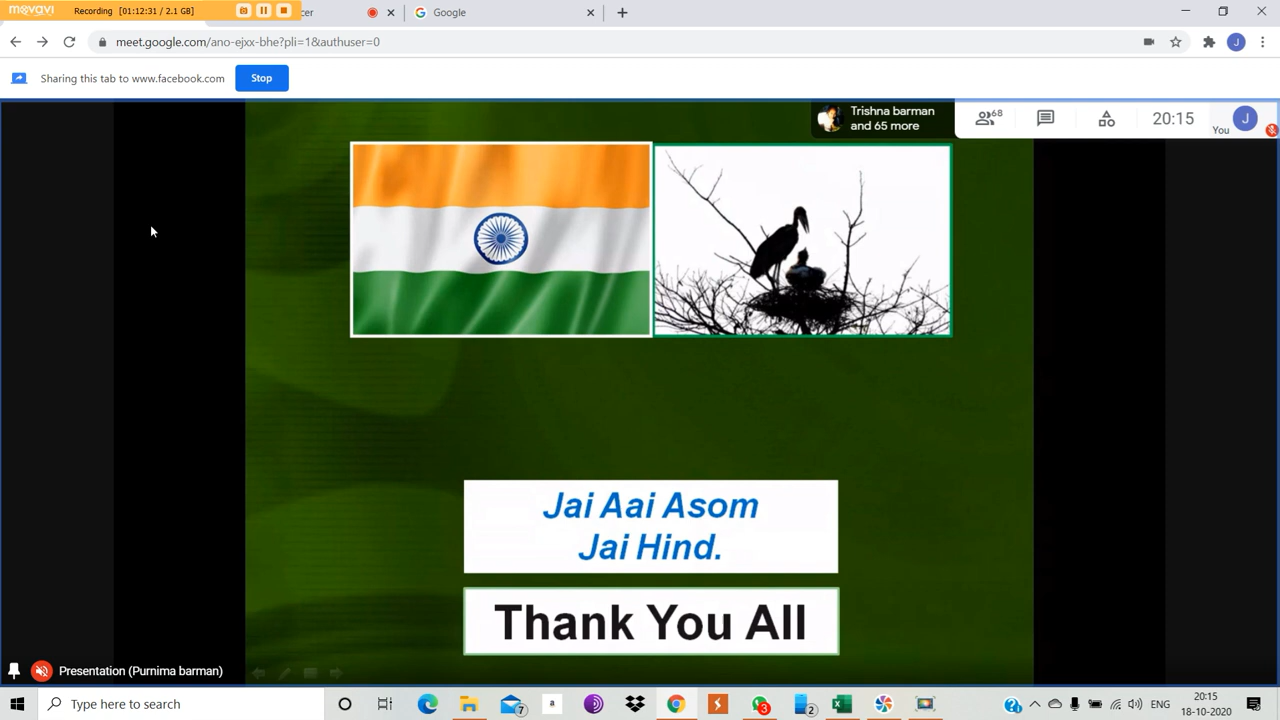 movavi
Recording [01:12:31 / 2.1 GB]
cer
Google
meet.google.com/ano-ejxx-bhe?pli=1&authuser=0
J
Sharing this tab to www.facebook.com
Stop
Trishna barman
and 65 more
68
20:15
You
J
Jai Aai Asom
Jai Hind.
Thank You All
Presentation (Purnima barman)
Type here to search
7
a
3
2
ENG
20:15
18-10-2020